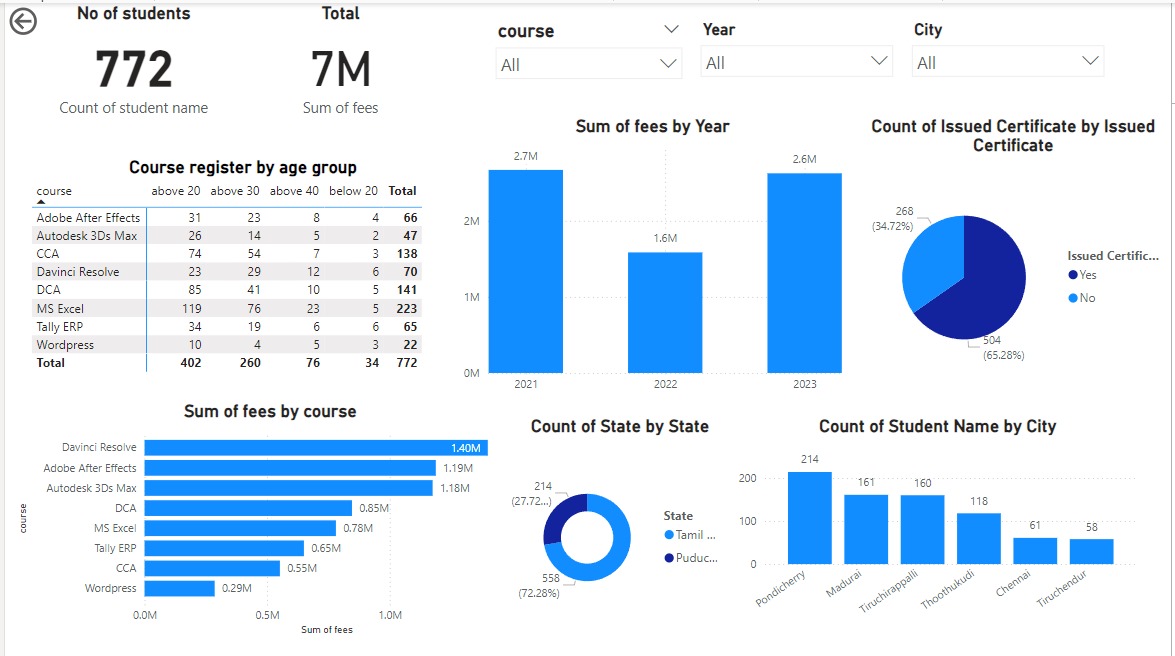 No of students
Total
772
7M
Count of student name
Sum of fees
course
Year
City
All
All
All
Course register by age group
course above 20 above 30 above 40 below 20 Total
Adobe After Effects 31 23 8 4 66
Autodesk 3Ds Max 26 14 5 2 47
CCA 74 54 7 3 138
Davinci Resolve 23 29 12 6 70
DCA 85 41 10 5 141
MS Excel 119 76 23 5 223
Tally ERP 34 19 6 6 65
Wordpress 10 4 5 3 22
Total 402 260 76 34 772
Sum of fees by Year
2.7M
1.6M
2.6M
2M
1M
0M
2021 2022 2023
Count of Issued Certificate by Issued
Certificate
268
(34.72%)
504
(65.28%)
Issued Certific...
Yes
No
Sum of fees by course
course
Davinci Resolve 1.40M
Adobe After Effects 1.19M
Autodesk 3Ds Max 1.18M
DCA 0.85M
MS Excel 0.78M
Tally ERP 0.65M
CCA 0.55M
Wordpress 0.29M
0.0M 0.5M 1.0M
Sum of fees
Count of State by State
214
(27.72...)
558
(72.28%)
State
Tamil ...
Puduc...
Count of Student Name by City
200
100
0
214 161 160 118 61 58
Pondicherry Madurai Tiruchirappalli Thoothukudi Chennai Tiruchendur